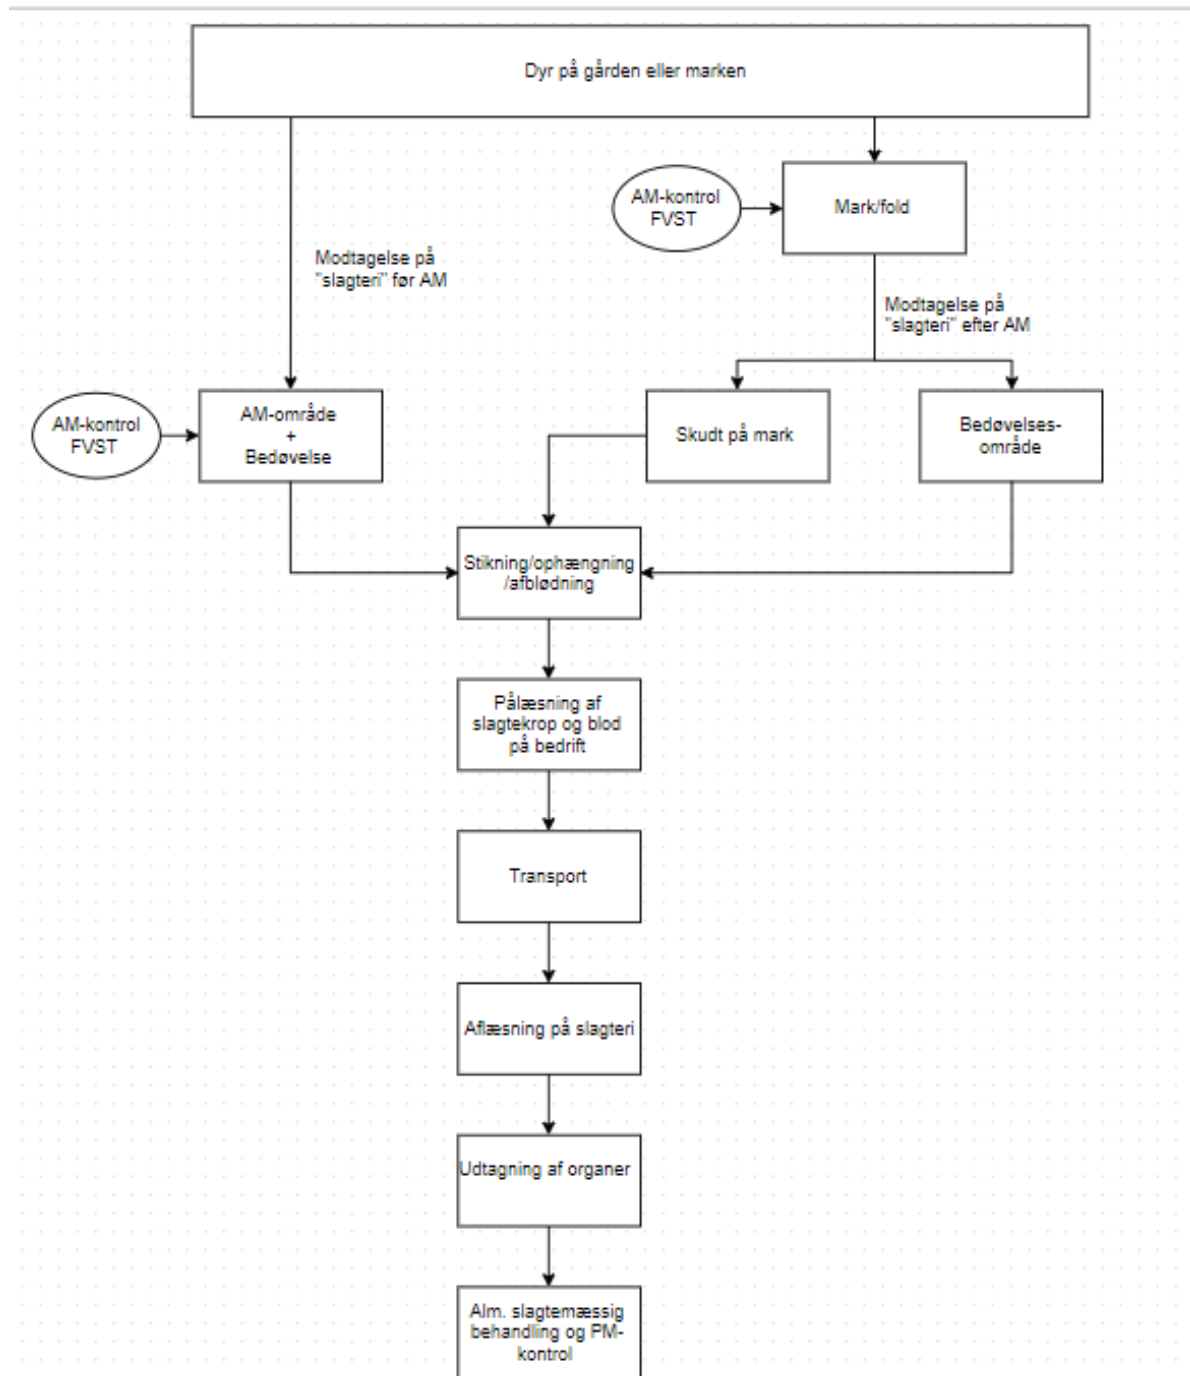 Dyr på gården eller marken
AM-kontrol
FVST
Mark/fold
Modtagelse på
"slagteri" før AM
Modtagelse på
"slagteri" efter AM
AM-kontrol
FVST
AM-område
+
Bedøvelse
Skudt på mark
Bedøvelses-
område
Stikning/ophængning
/afblødning
Pålæsning af
slagtekrop og blod
på bedrift
Transport
Aflæsning på slagteri
Udtagning af organer
Alm. slagtemæssig
behandling og PM-
kontrol